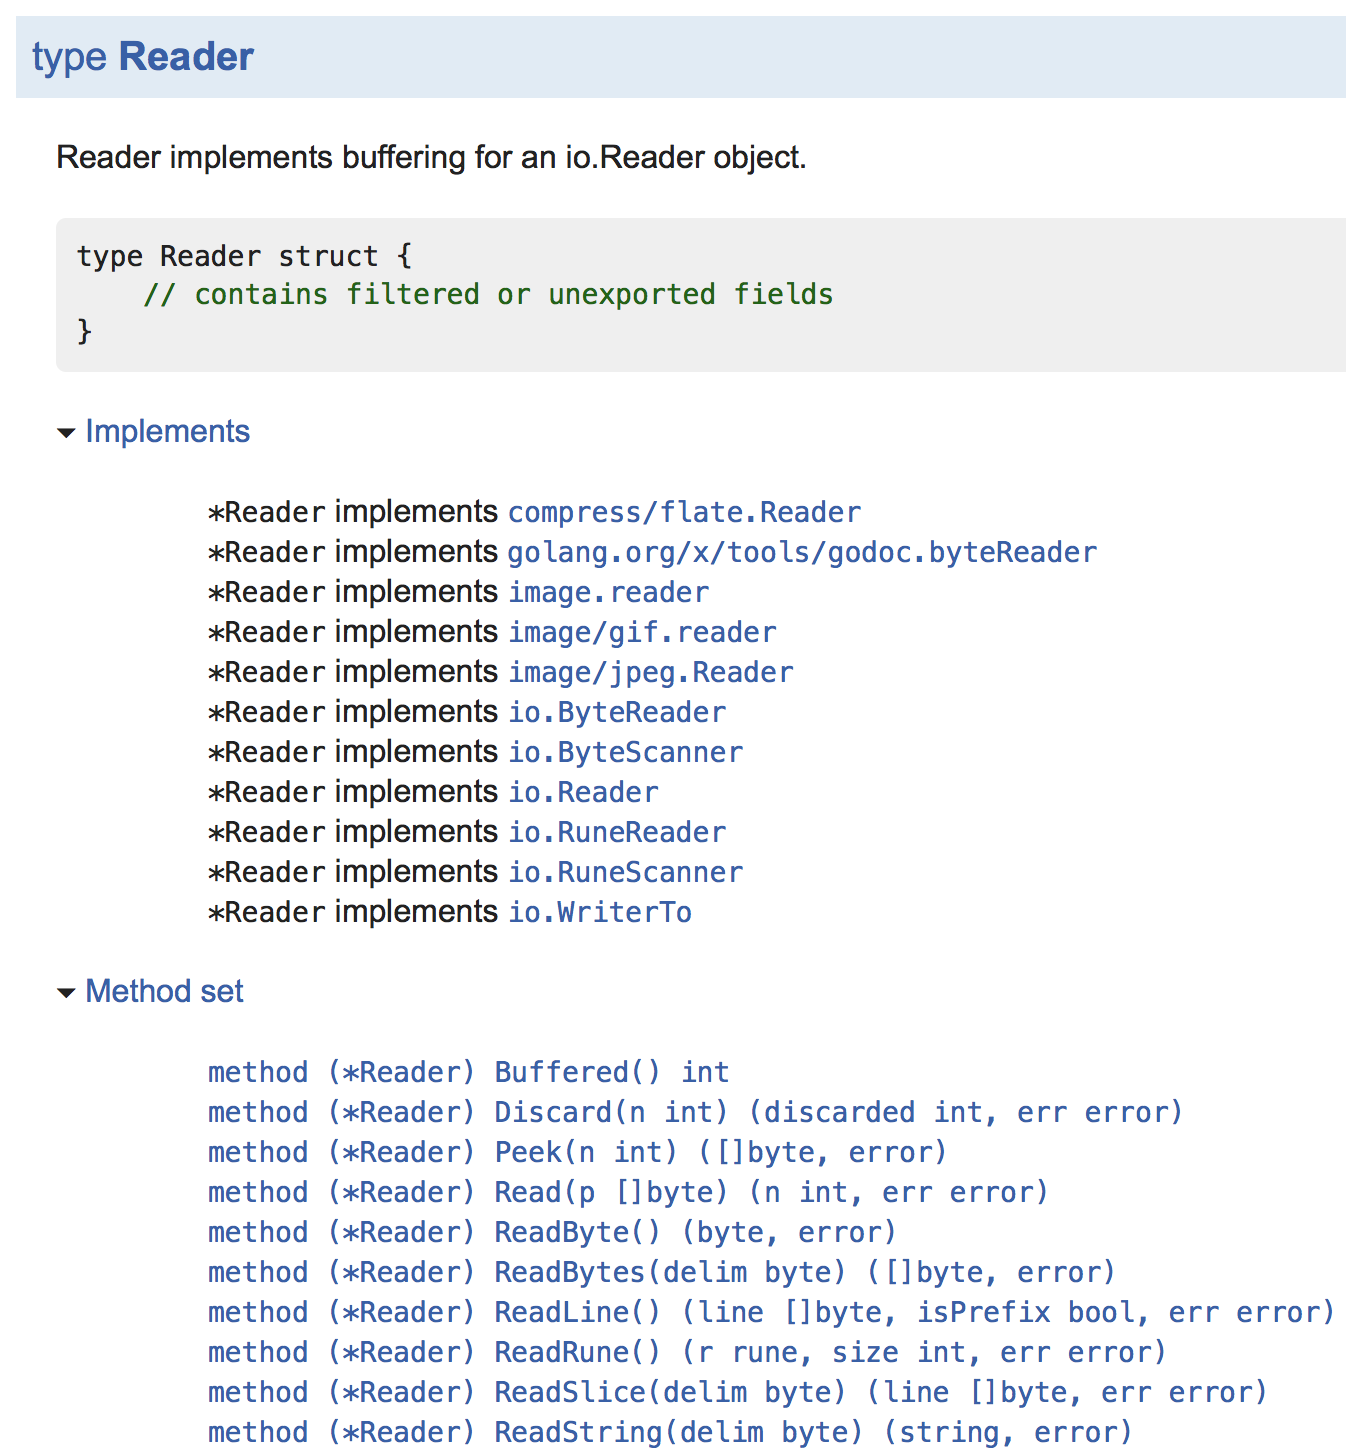 type Reader
Reader implements buffering for an io.Reader object.
type Reader struct {
    // contains filtered or unexported fields
}
Implements
*Reader implements compress/flate.Reader
*Reader implements golang.org/x/tools/godoc.byteReader
*Reader implements image.reader
*Reader implements image/gif.reader
*Reader implements image/jpeg.Reader
*Reader implements io.ByteReader
*Reader implements io.ByteScanner
*Reader implements io.Reader
*Reader implements io.RuneReader
*Reader implements io.RuneScanner
*Reader implements io.WriterTo
Method set
method (*Reader) Buffered() int
method (*Reader) Discard(n int) (discarded int, err error)
method (*Reader) Peek(n int) ([]byte, error)
method (*Reader) Read(p []byte) (n int, err error)
method (*Reader) ReadByte() (byte, error)
method (*Reader) ReadBytes(delim byte) ([]byte, error)
method (*Reader) ReadLine() (line []byte, isPrefix bool, err error)
method (*Reader) ReadRune() (r rune, size int, err error)
method (*Reader) ReadSlice(delim byte) (line []byte, err error)
method (*Reader) ReadString(delim byte) (string, error)